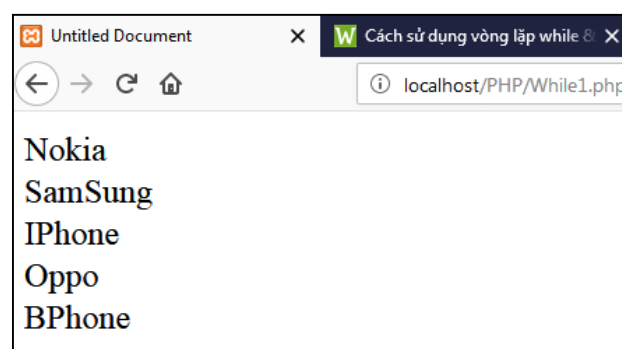 Untitled Document
Cách sử dụng vòng lặp while &
localhost/PHP/While1.php
Nokia
SamSung
IPhone
Oppo
BPhone